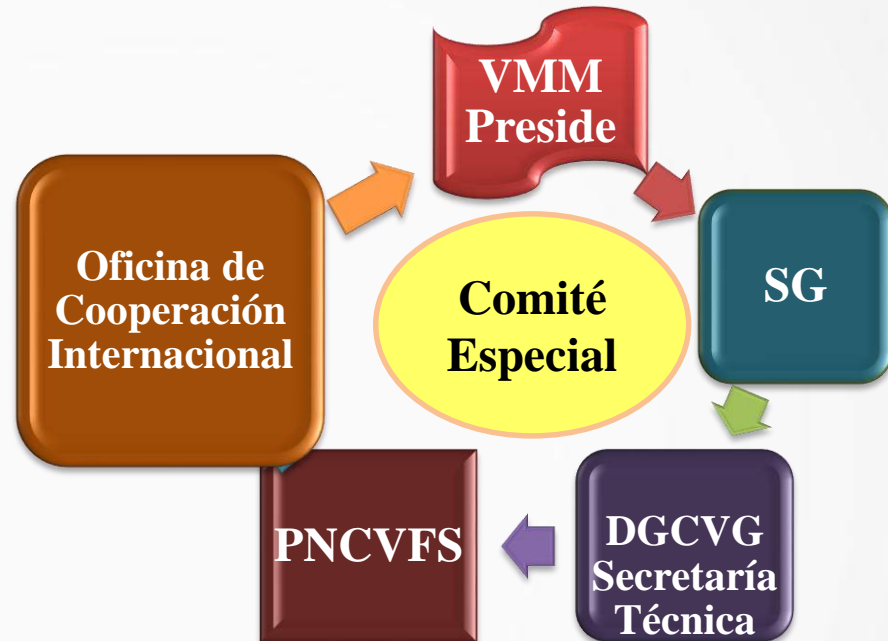 VMM
Preside
SG
DGCVG
Secretaría
Técnica
PNCVFS
Oficina de
Cooperación
Internacional
Comité
Especial